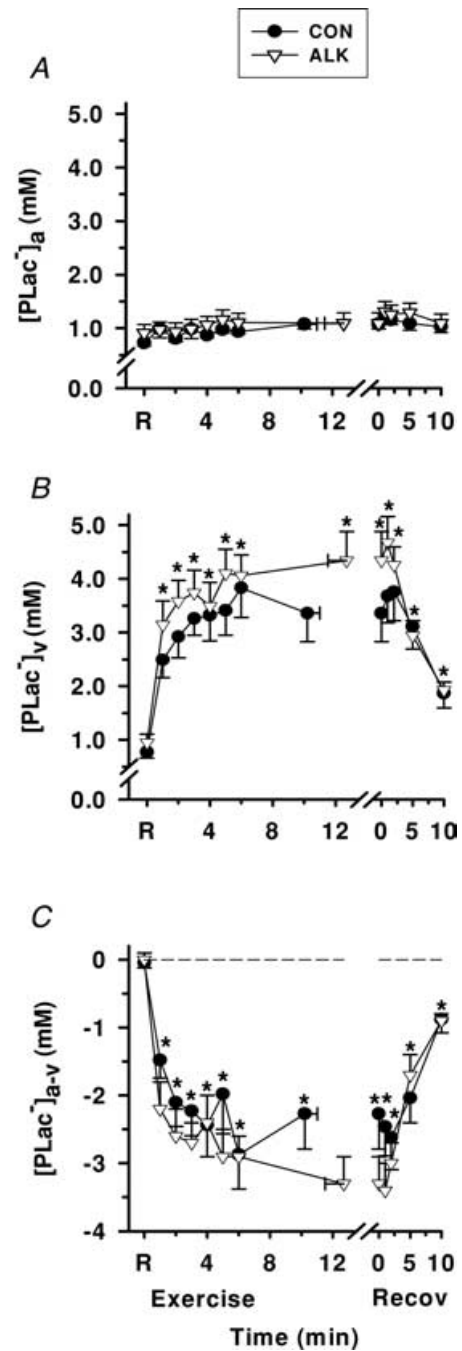 CON
ALK
A
5.0
4.0
3.0
2.0
1.0
0.0
[PLac⁻]a (mM)
R 4 8 12 0 5 10
B
* * * * * * * * * * * *
5.0
4.0
3.0
2.0
1.0
0.0
[PLac⁻]v (mM)
R 4 8 12 0 5 10
C
0
-1
-2
-3
-4
[PLac⁻]a-v (mM)
* * * * * * * * * * * *
R 4 8 12 0 5 10
Exercise Recov
Time (min)